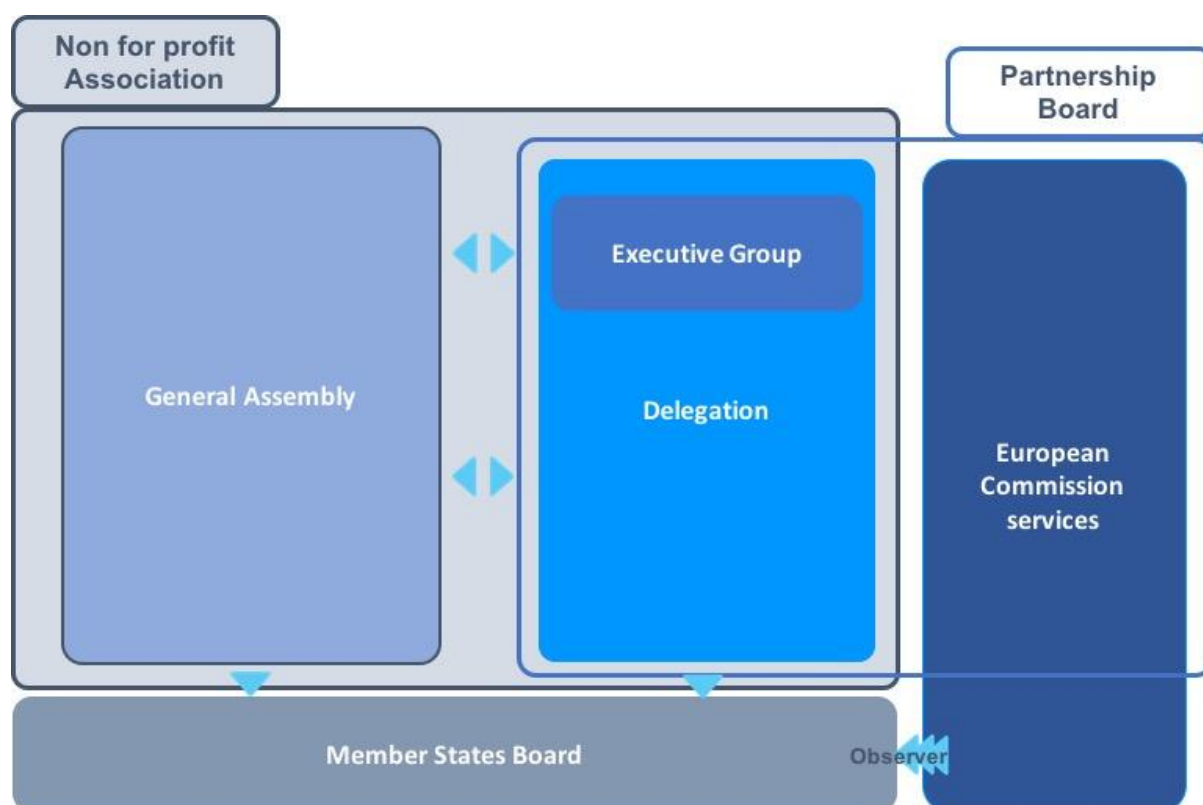 Non for profit
Association
Partnership
Board
Executive Group
General Assembly
Delegation
European
Commission
services
Member States Board
Observer